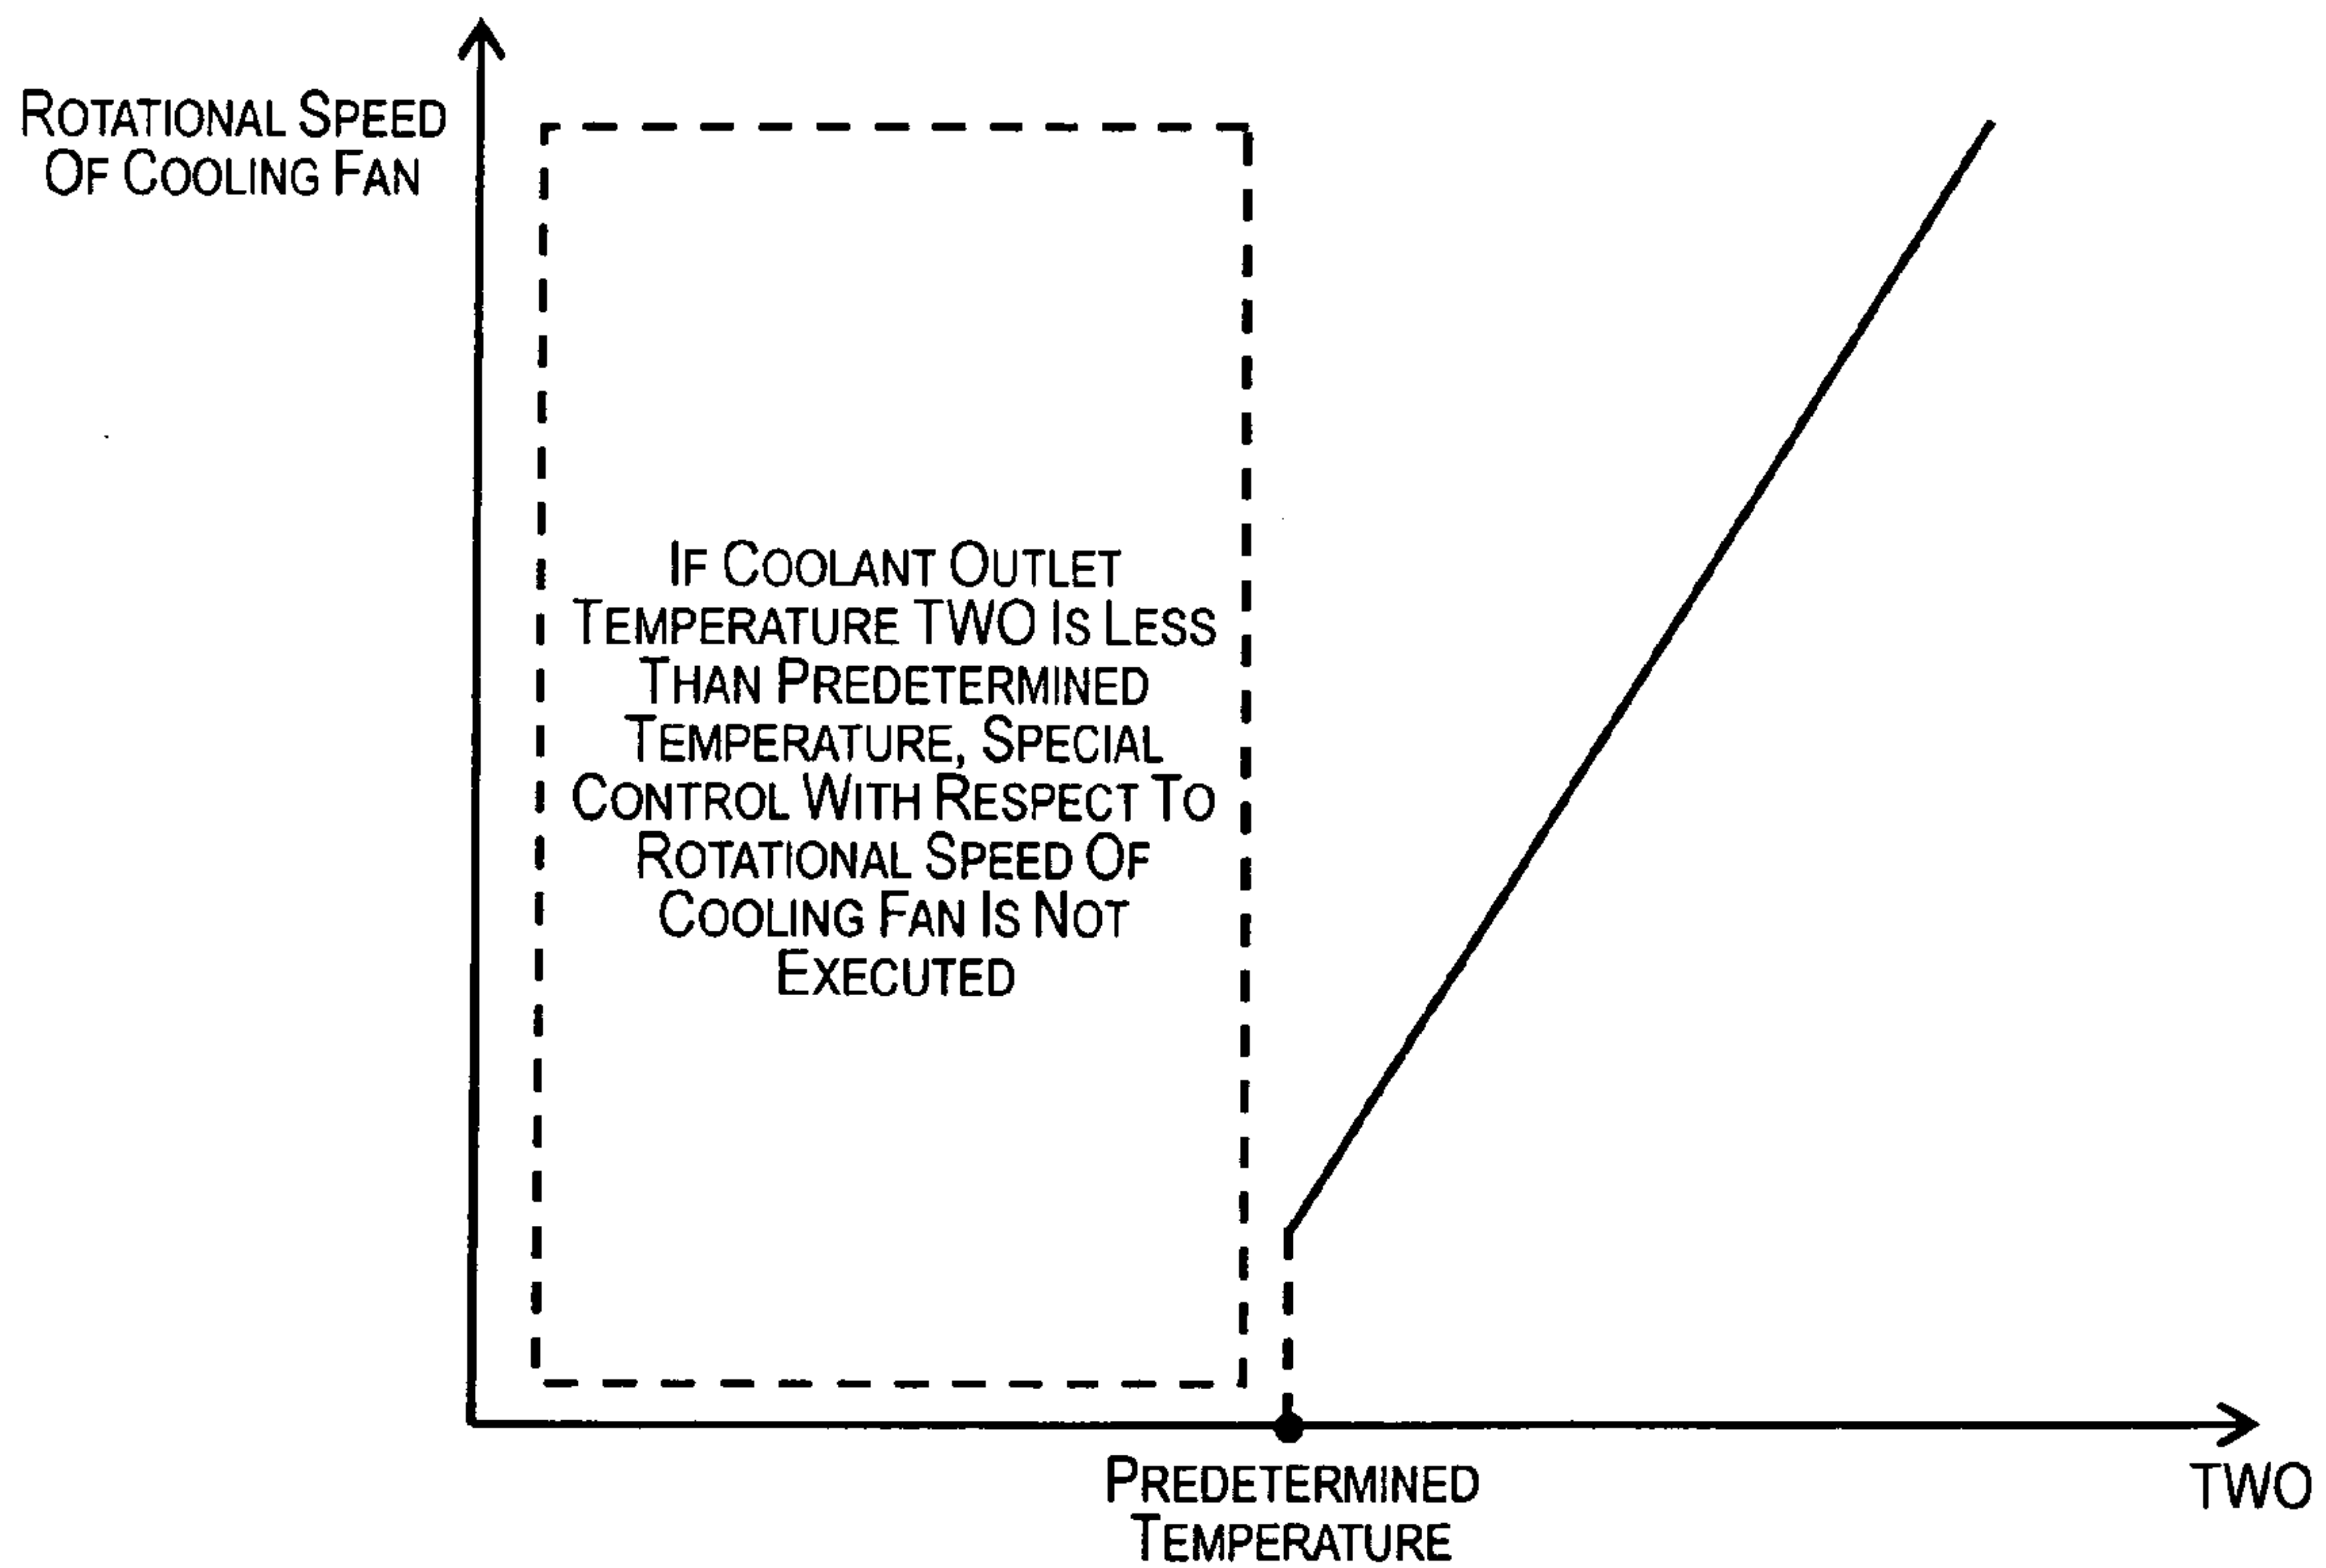 ROTATIONAL SPEED
OF COOLING FAN
IF COOLANT OUTLET
TEMPERATURE TWO IS LESS
THAN PREDETERMINED
TEMPERATURE, SPECIAL
CONTROL WITH RESPECT TO
ROTATIONAL SPEED OF
COOLING FAN IS NOT
EXECUTED
PREDETERMINED
TEMPERATURE
TWO